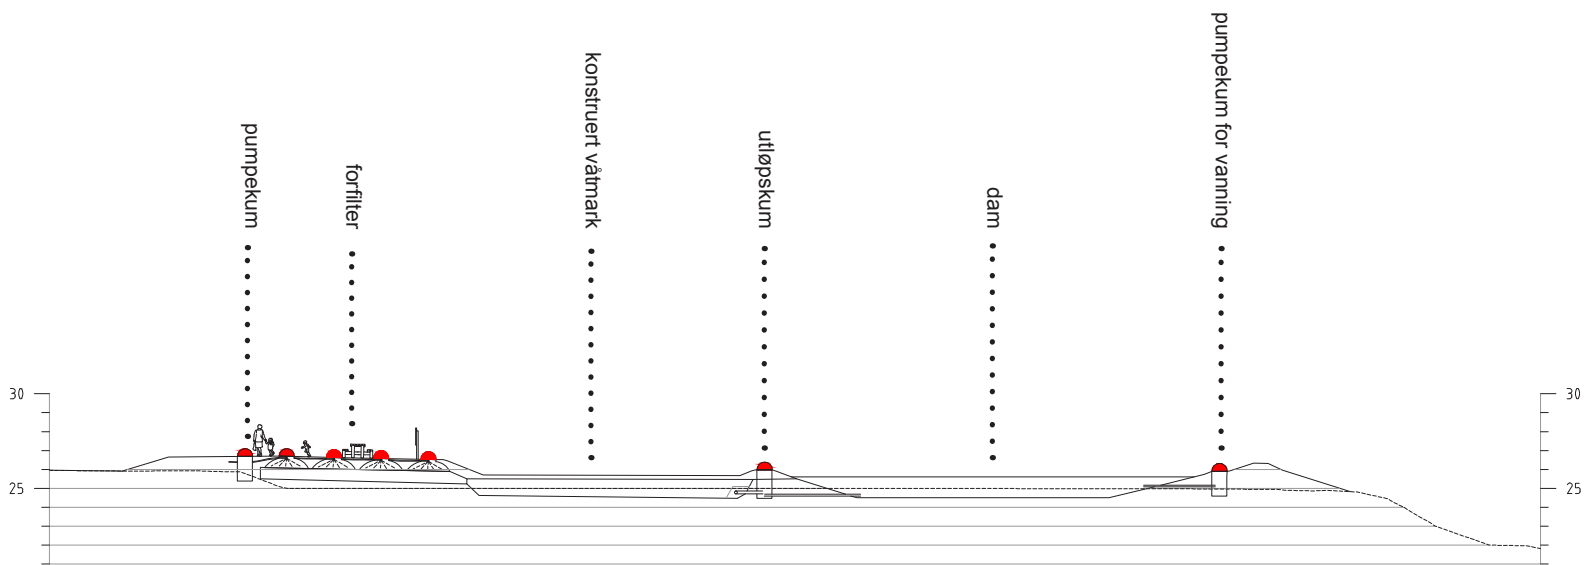 pumpekum
forfilter
konstruert våtmark
utløpskum
dam
pumpekum for vanning
30
30
25
25